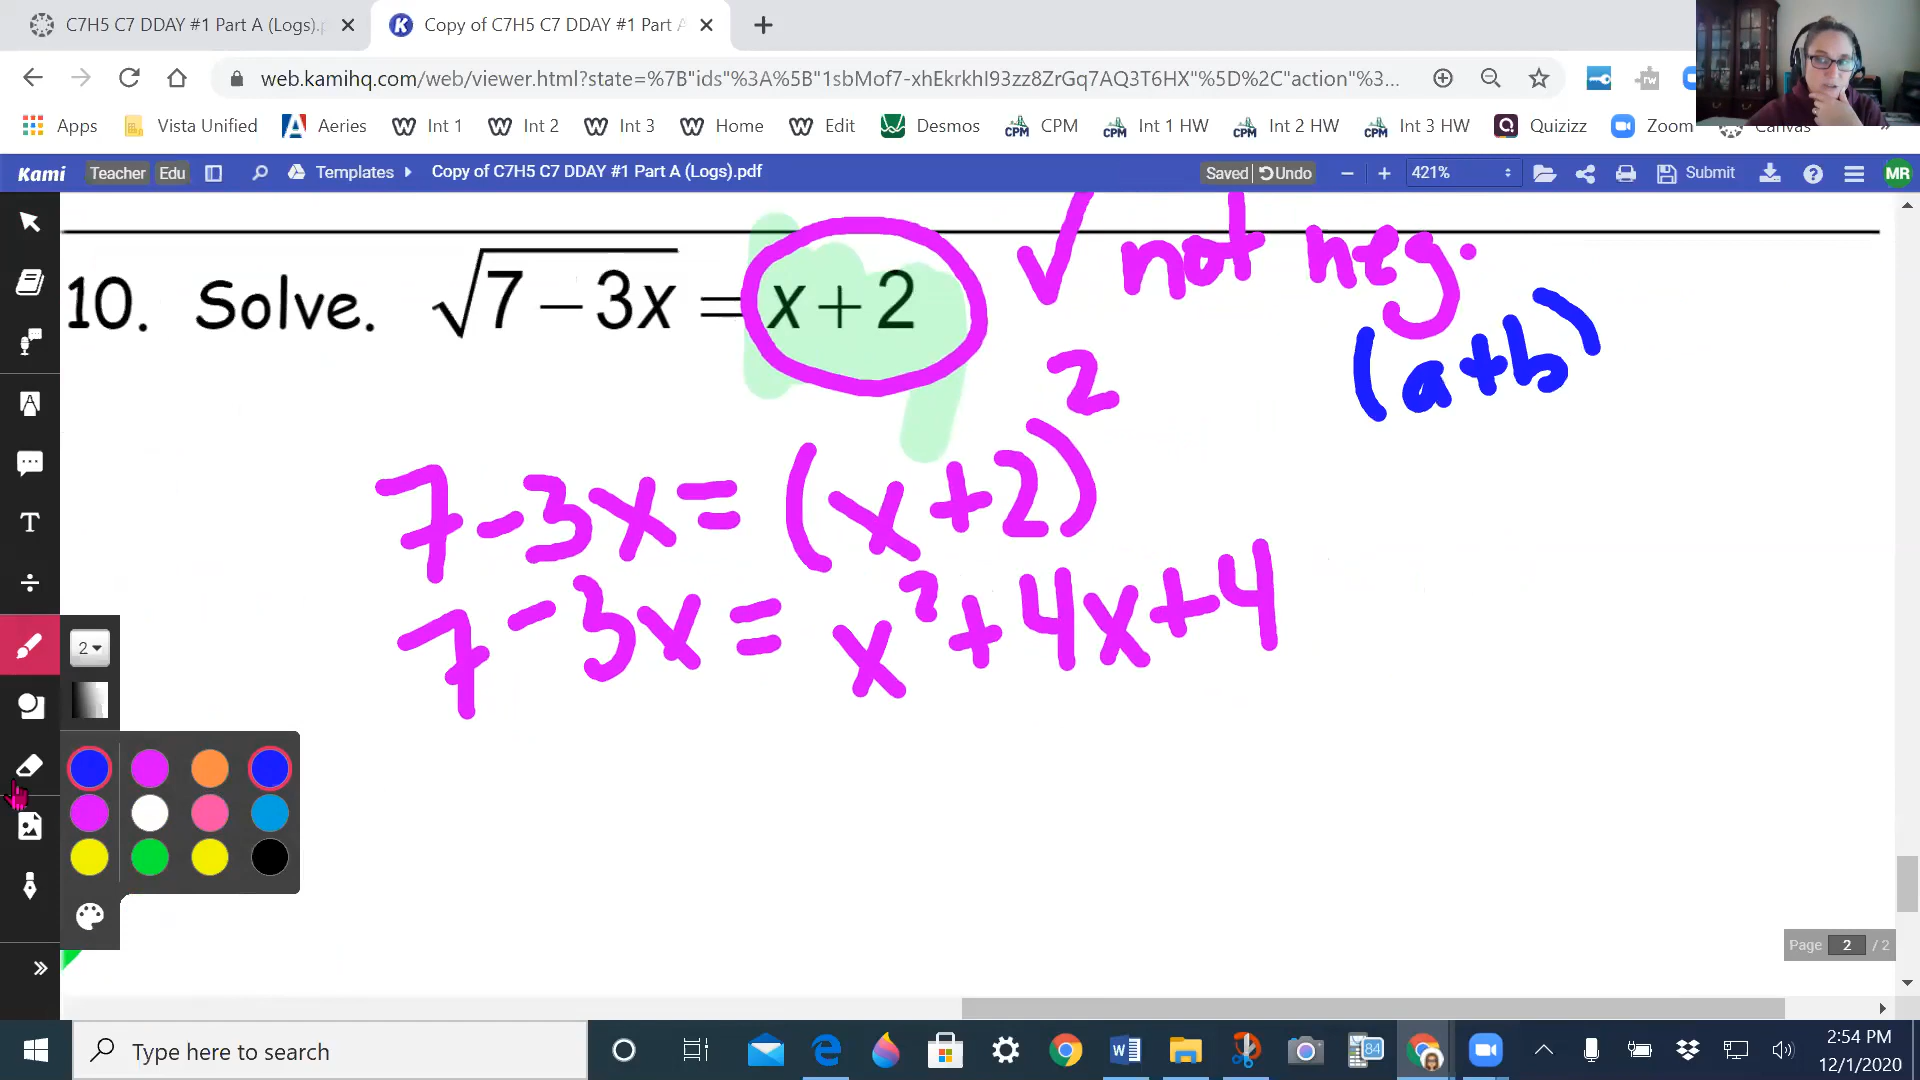 C7H5 C7 DDAY #1 Part A (Logs).p
Copy of C7H5 C7 DDAY #1 Part A
web.kamihq.com/web/viewer.html?state=%7B"ids"%3A%5B"1sbMof7-xhEkrkhI93zz8ZrGq7AQ3T6HX"%5D%2C"action"%3...
Apps Vista Unified Aeries Int 1 Int 2 Int 3 Home Edit Desmos CPM Int 1 HW Int 2 HW Int 3 HW Quizizz Zoom Canvas »
Kami Teacher Edu Templates Copy of C7H5 C7 DDAY #1 Part A (Logs).pdf Saved Undo − + 421% Submit MR
√ not neg.
10. Solve. √7 − 3x = x + 2
(a+b)
7-3x = (x+2)²
7-3x = x²+4x+4
2
Page 2 / 2
Type here to search
84
2:54 PM
12/1/2020